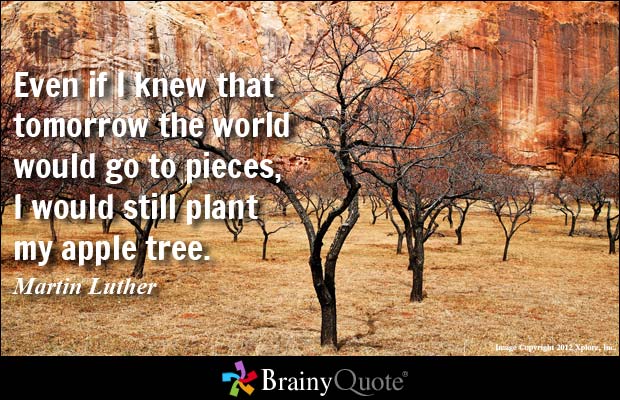 Even if I knew that
tomorrow the world
would go to pieces,
I would still plant
my apple tree.
Martin Luther
Image Copyright 2012 Xplore, Inc.
BrainyQuote®